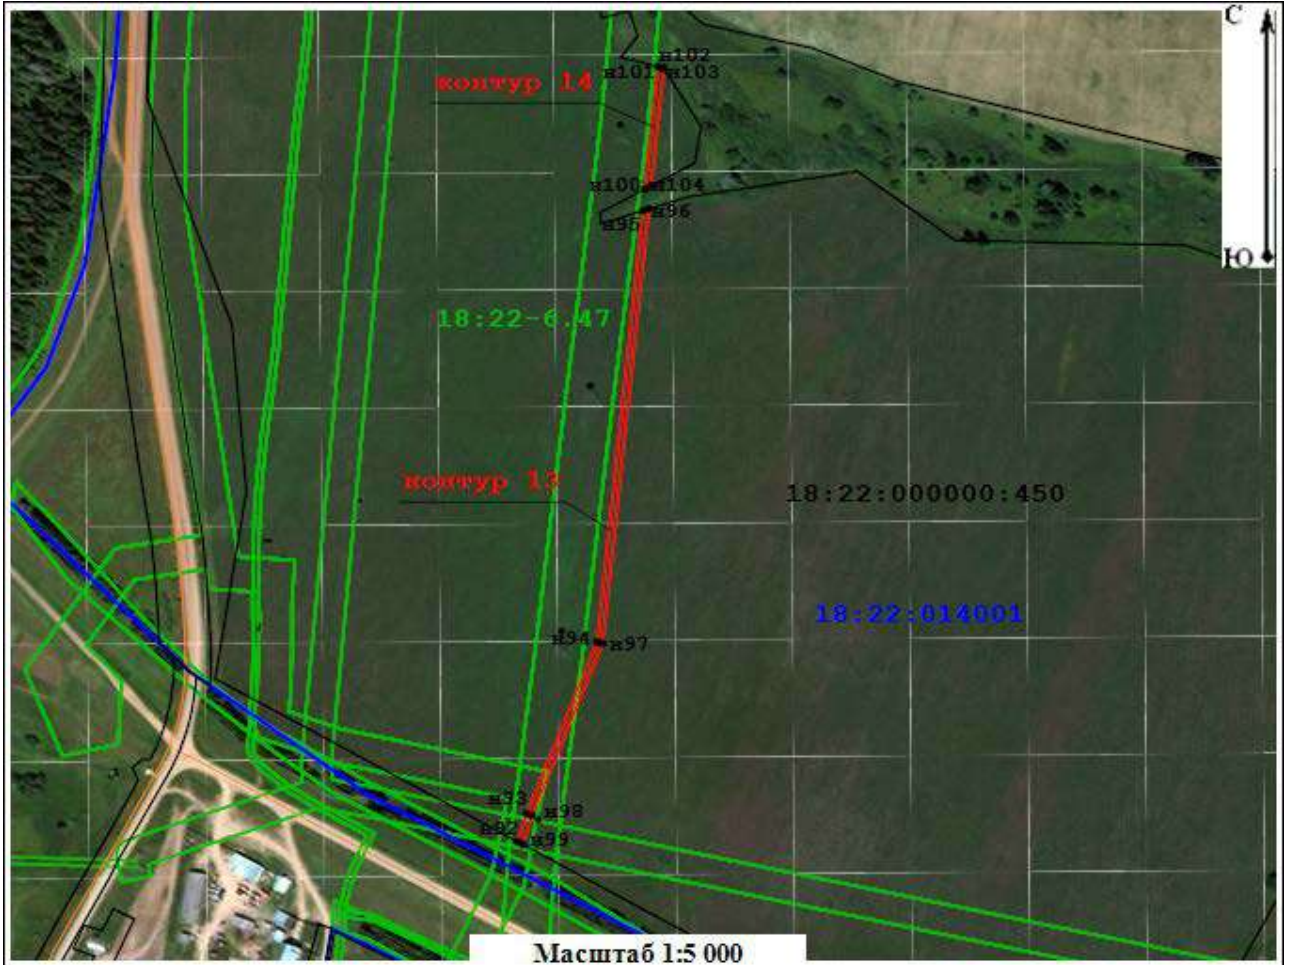 С
н102
н101 н103
контур 14
н100 н104
н96
н95
18:22-6.47
Ю
контур 13
18:22:000000:450
18:22:014001
н94 н97
н93 н98
н92 н99
Масштаб 1:5 000